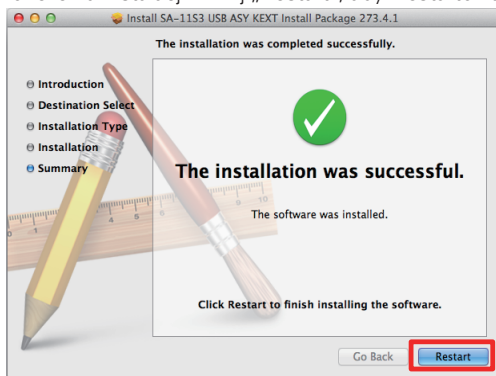 Install SA-11S3 USB ASY KEXT Install Package 273.4.1
The installation was completed successfully.
Introduction
Destination Select
Installation Type
Installation
Summary
The installation was successful.
The software was installed.
Click Restart to finish installing the software.
Go Back
Restart